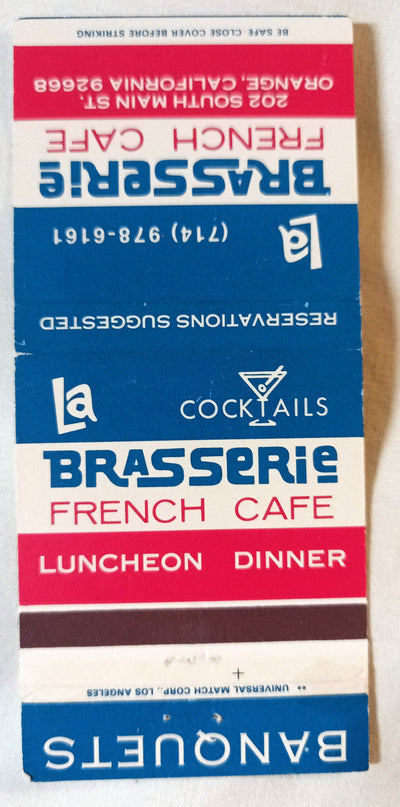 BE SAFE. CLOSE COVER BEFORE STRIKING
202 SOUTH MAIN ST.
ORANGE, CALIFORNIA 92668
La
BRASSERIE
FRENCH CAFE
(714) 978-6161
RESERVATIONS SUGGESTED
La
COCKTAILS
BRASSERIE
FRENCH CAFE
LUNCHEON DINNER
•• UNIVERSAL MATCH CORP., LOS ANGELES
BANQUETS